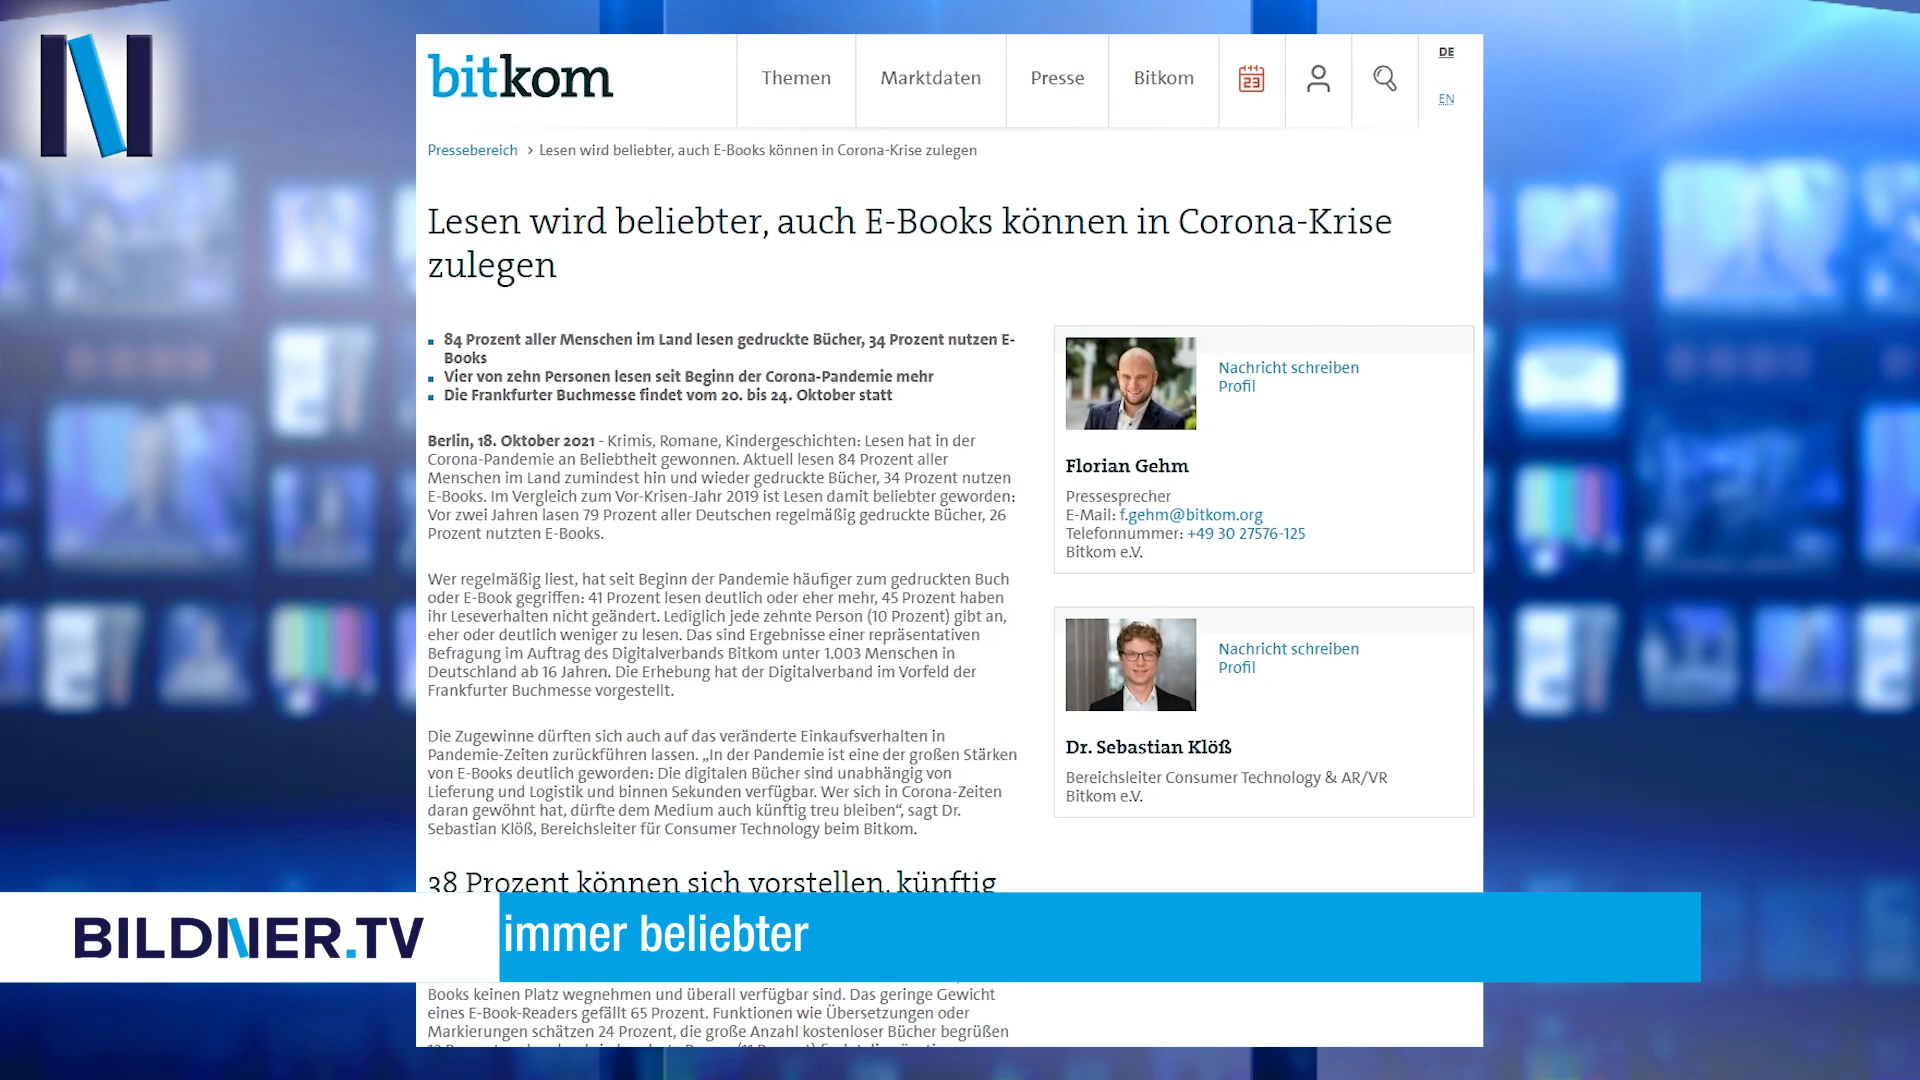 bitkom
Themen
Marktdaten
Presse
Bitkom
23
DE
EN
Pressebereich › Lesen wird beliebter, auch E-Books können in Corona-Krise zulegen
Lesen wird beliebter, auch E-Books können in Corona-Krise
zulegen
84 Prozent aller Menschen im Land lesen gedruckte Bücher, 34 Prozent nutzen E-
Books
Vier von zehn Personen lesen seit Beginn der Corona-Pandemie mehr
Die Frankfurter Buchmesse findet vom 20. bis 24. Oktober statt
Berlin, 18. Oktober 2021 - Krimis, Romane, Kindergeschichten: Lesen hat in der
Corona-Pandemie an Beliebtheit gewonnen. Aktuell lesen 84 Prozent aller
Menschen im Land zumindest hin und wieder gedruckte Bücher, 34 Prozent nutzen
E-Books. Im Vergleich zum Vor-Krisen-Jahr 2019 ist Lesen damit beliebter geworden:
Vor zwei Jahren lasen 79 Prozent aller Deutschen regelmäßig gedruckte Bücher, 26
Prozent nutzten E-Books.
Wer regelmäßig liest, hat seit Beginn der Pandemie häufiger zum gedruckten Buch
oder E-Book gegriffen: 41 Prozent lesen deutlich oder eher mehr, 45 Prozent haben
ihr Leseverhalten nicht geändert. Lediglich jede zehnte Person (10 Prozent) gibt an,
eher oder deutlich weniger zu lesen. Das sind Ergebnisse einer repräsentativen
Befragung im Auftrag des Digitalverbands Bitkom unter 1.003 Menschen in
Deutschland ab 16 Jahren. Die Erhebung hat der Digitalverband im Vorfeld der
Frankfurter Buchmesse vorgestellt.
Die Zugewinne dürften sich auch auf das veränderte Einkaufsverhalten in
Pandemie-Zeiten zurückführen lassen. „In der Pandemie ist eine der großen Stärken
von E-Books deutlich geworden: Die digitalen Bücher sind unabhängig von
Lieferung und Logistik und binnen Sekunden verfügbar. Wer sich in Corona-Zeiten
daran gewöhnt hat, dürfte dem Medium auch künftig treu bleiben“, sagt Dr.
Sebastian Klöß, Bereichsleiter für Consumer Technology beim Bitkom.
38 Prozent können sich vorstellen, künftig
Nachricht schreiben
Profil
Florian Gehm
Pressesprecher
E-Mail: f.gehm@bitkom.org
Telefonnummer: +49 30 27576-125
Bitkom e.V.
Nachricht schreiben
Profil
Dr. Sebastian Klöß
Bereichsleiter Consumer Technology & AR/VR
Bitkom e.V.
BILDNER.TV
immer beliebter
Books keinen Platz wegnehmen und überall verfügbar sind. Das geringe Gewicht
eines E-Book-Readers gefällt 65 Prozent. Funktionen wie Übersetzungen oder
Markierungen schätzen 24 Prozent, die große Anzahl kostenloser Bücher begrüßen